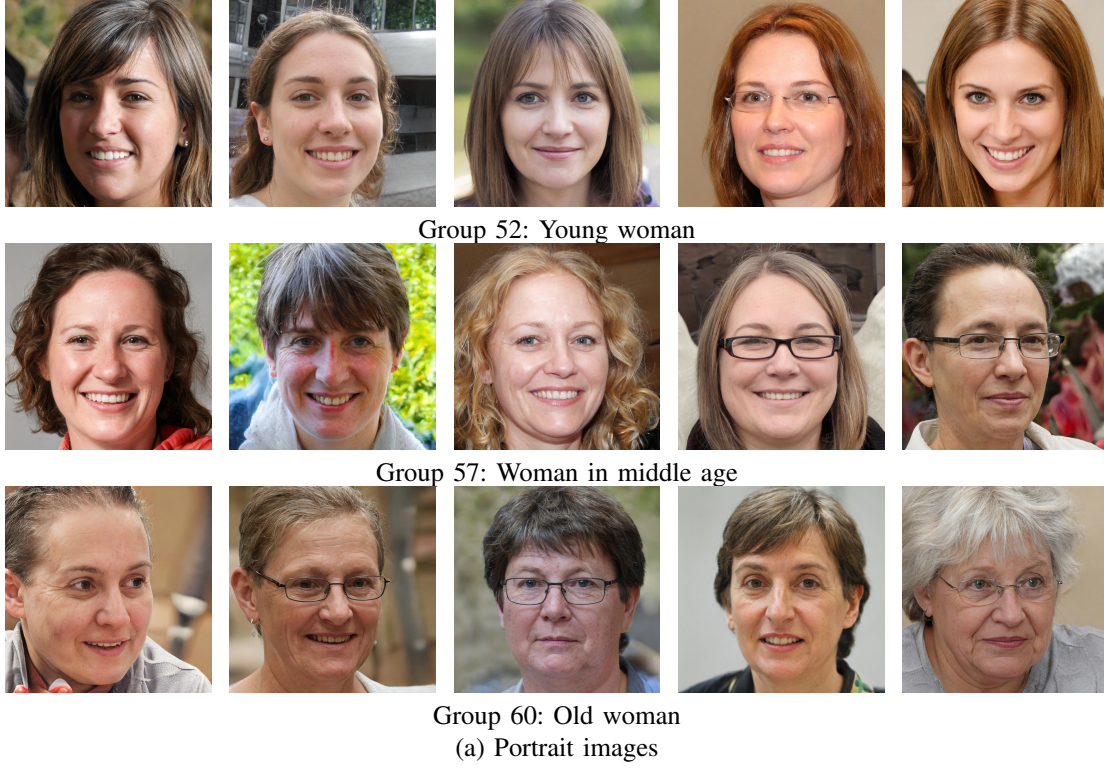 Group 52: Young woman
Group 57: Woman in middle age
Group 60: Old woman
(a) Portrait images